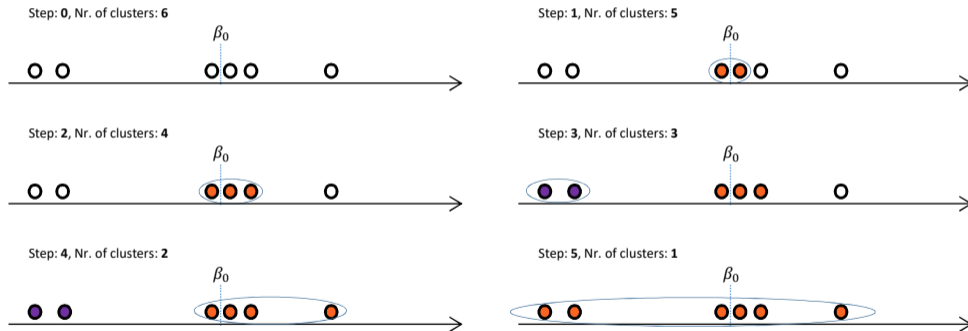 Step: 0, Nr. of clusters: 6
β₀
Step: 1, Nr. of clusters: 5
β₀
Step: 2, Nr. of clusters: 4
β₀
Step: 3, Nr. of clusters: 3
β₀
Step: 4, Nr. of clusters: 2
β₀
Step: 5, Nr. of clusters: 1
β₀